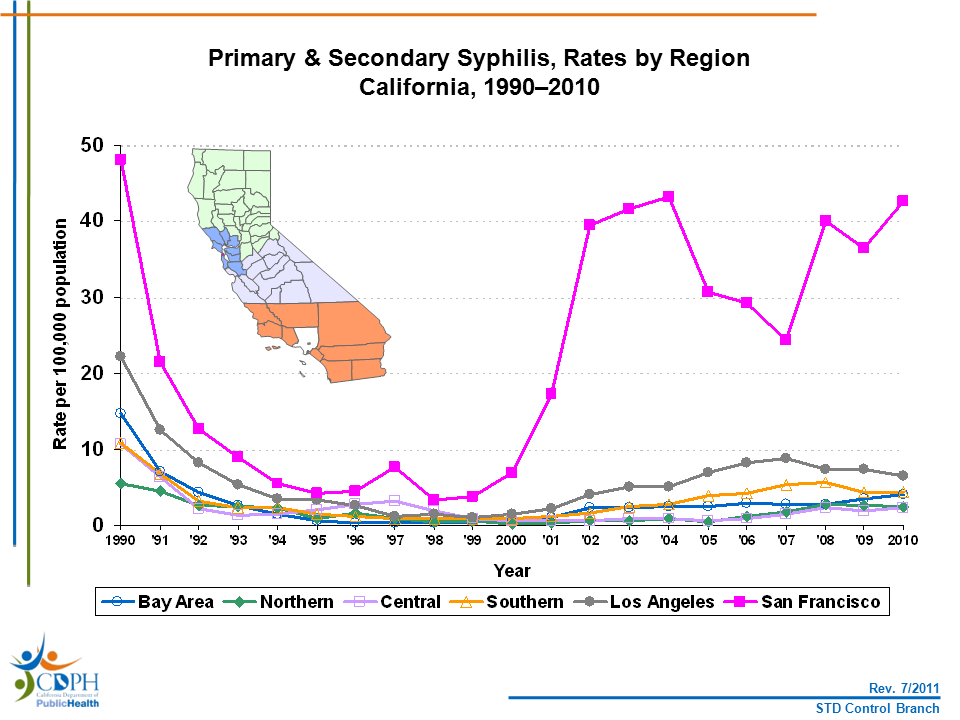 Primary & Secondary Syphilis, Rates by Region
California, 1990–2010
Rate per 100,000 population
50
40
30
20
10
0
1990 '91 '92 '93 '94 '95 '96 '97 '98 '99 2000 '01 '02 '03 '04 '05 '06 '07 '08 '09 2010
Year
Bay Area Northern Central Southern Los Angeles San Francisco
CDPH
California Department of
PublicHealth
Rev. 7/2011
STD Control Branch